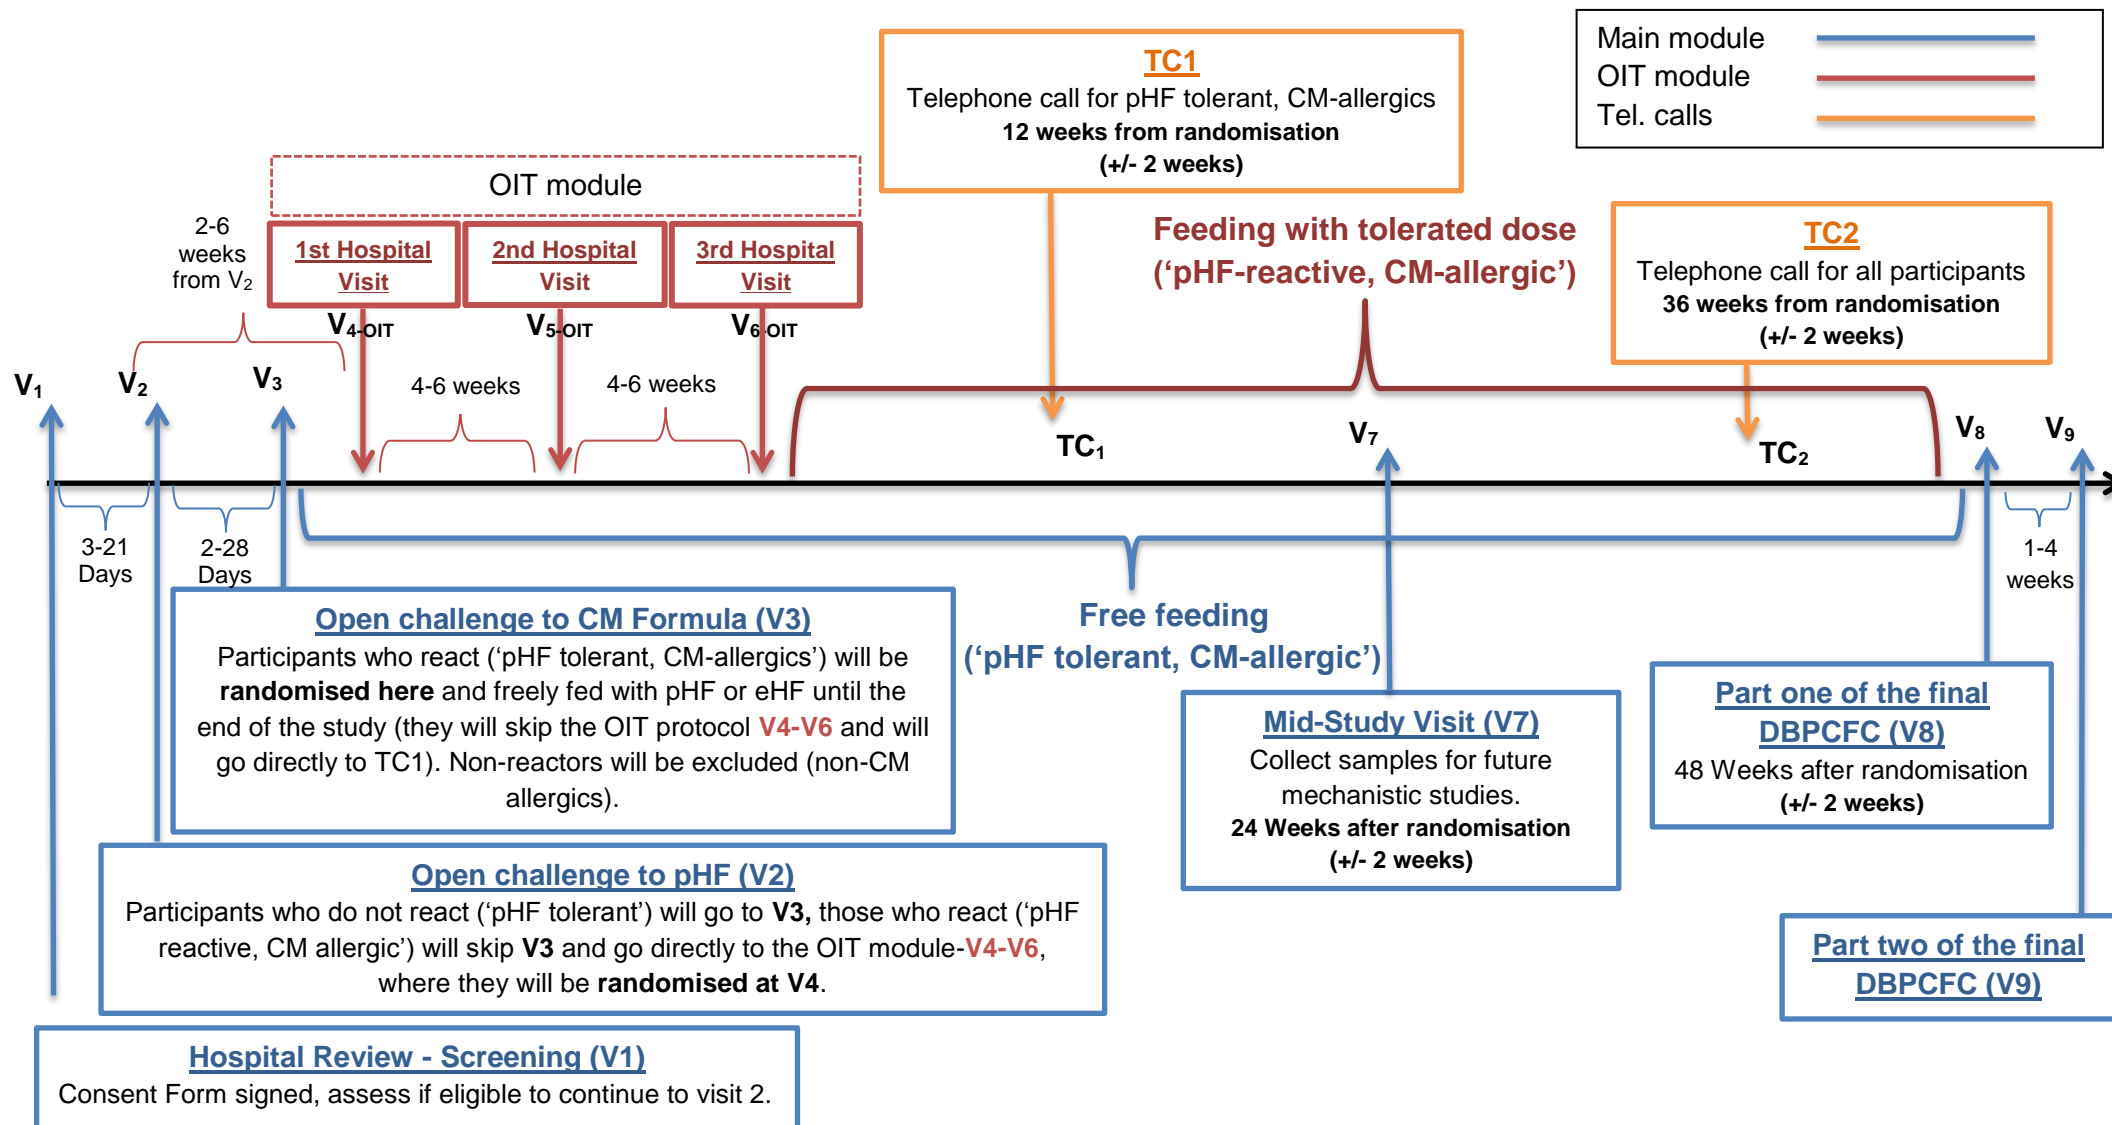 Main module
OIT module
Tel. calls
TC1
Telephone call for pHF tolerant, CM-allergics
12 weeks from randomisation
(+/- 2 weeks)
OIT module
2-6
weeks
from V2
1st Hospital
Visit
2nd Hospital
Visit
3rd Hospital
Visit
Feeding with tolerated dose
(‘pHF-reactive, CM-allergic’)
TC2
Telephone call for all participants
36 weeks from randomisation
(+/- 2 weeks)
V4-OIT
V5-OIT
V6-OIT
V1
V2
V3
4-6 weeks
4-6 weeks
TC1
V7
TC2
V8
V9
3-21
Days
2-28
Days
1-4
weeks
Open challenge to CM Formula (V3)
Participants who react (‘pHF tolerant, CM-allergics’) will be
randomised here and freely fed with pHF or eHF until the
end of the study (they will skip the OIT protocol V4-V6 and will
go directly to TC1). Non-reactors will be excluded (non-CM
allergics).
Free feeding
(‘pHF tolerant, CM-allergic’)
Mid-Study Visit (V7)
Collect samples for future
mechanistic studies.
24 Weeks after randomisation
(+/- 2 weeks)
Part one of the final
DBPCFC (V8)
48 Weeks after randomisation
(+/- 2 weeks)
Open challenge to pHF (V2)
Participants who do not react (‘pHF tolerant’) will go to V3, those who react (‘pHF
reactive, CM allergic’) will skip V3 and go directly to the OIT module-V4-V6,
where they will be randomised at V4.
Part two of the final
DBPCFC (V9)
Hospital Review - Screening (V1)
Consent Form signed, assess if eligible to continue to visit 2.